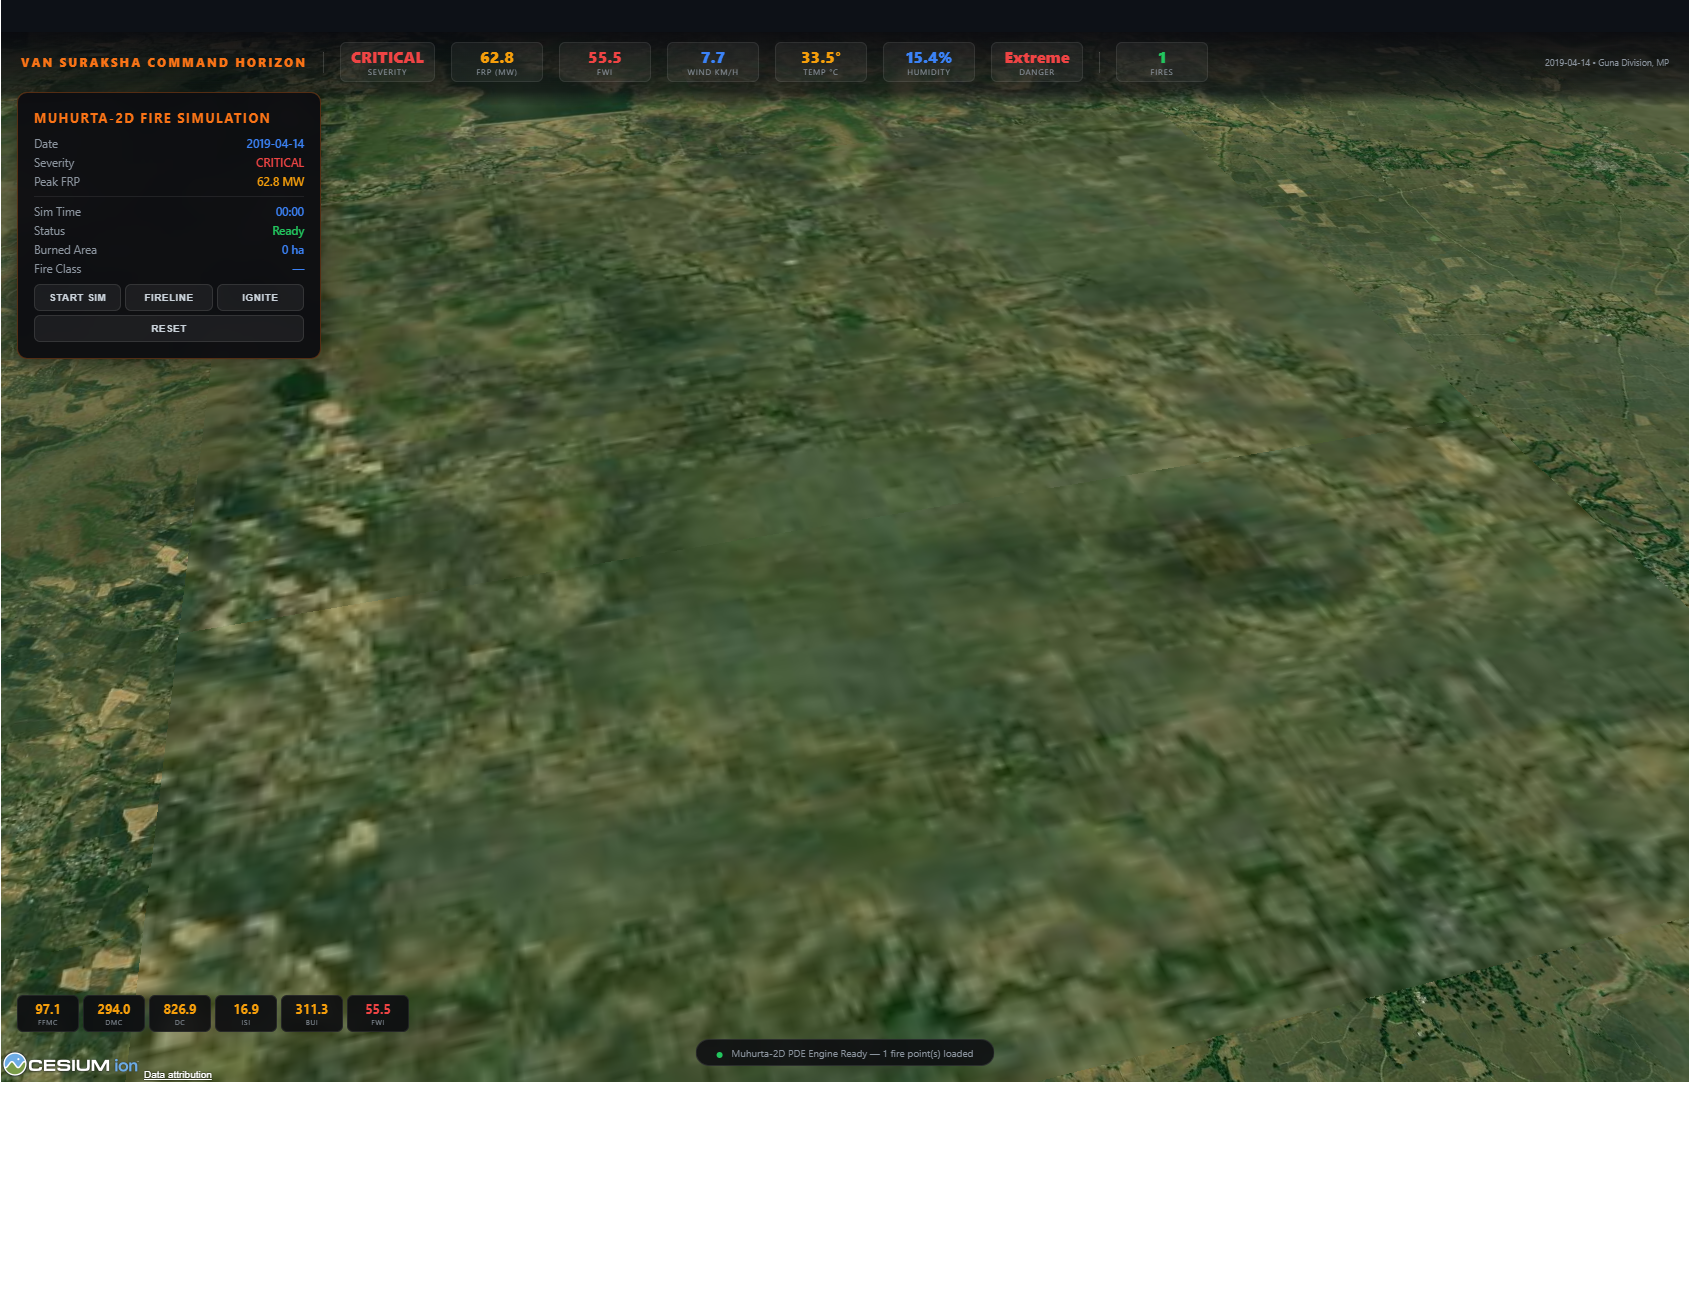 VAN SURAKSHA COMMAND HORIZON
CRITICAL
SEVERITY
62.8
FRP (MW)
55.5
FWI
7.7
WIND KM/H
33.5°
TEMP °C
15.4%
HUMIDITY
Extreme
DANGER
1
FIRES
2019-04-14 • Guna Division, MP
MUHURTA-2D FIRE SIMULATION
Date 2019-04-14
Severity CRITICAL
Peak FRP 62.8 MW
Sim Time 00:00
Status Ready
Burned Area 0 ha
Fire Class —
START SIM FIRELINE IGNITE
RESET
97.1
FFMC
294.0
DMC
826.9
DC
16.9
ISI
311.3
BUI
55.5
FWI
Muhurta-2D PDE Engine Ready — 1 fire point(s) loaded
CESIUM ion
Data attribution